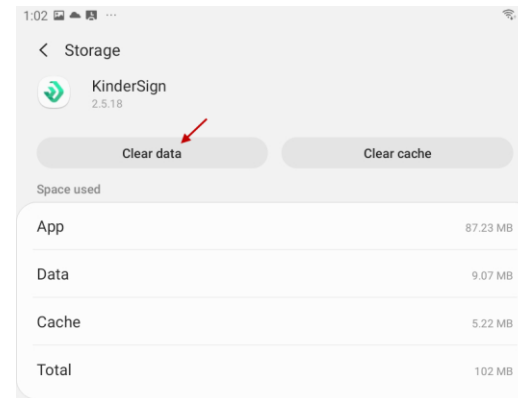 1:02 ...
Storage
KinderSign
2.5.18
Clear data
Clear cache
Space used
App 87.23 MB
Data 9.07 MB
Cache 5.22 MB
Total 102 MB